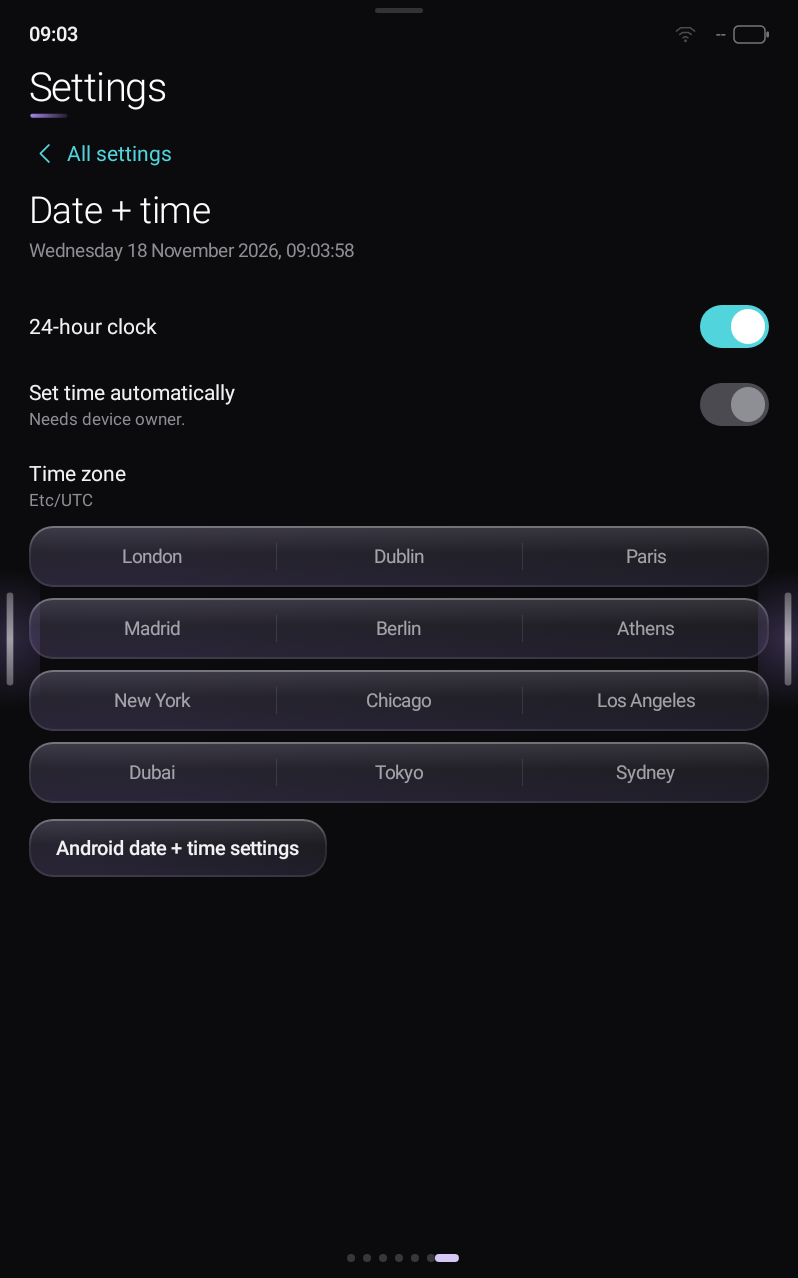 09:03
--
Settings
All settings
Date + time
Wednesday 18 November 2026, 09:03:58
24-hour clock
Set time automatically
Needs device owner.
Time zone
Etc/UTC
London Dublin Paris
Madrid Berlin Athens
New York Chicago Los Angeles
Dubai Tokyo Sydney
Android date + time settings